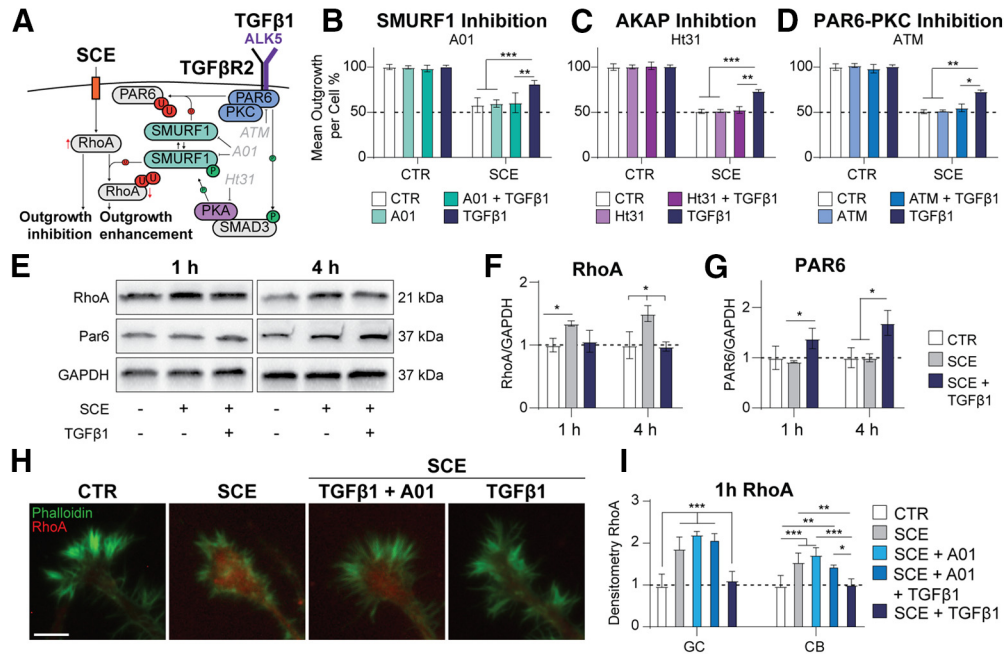 A
TGFβ1
ALK5
SCE
TGFβR2
PAR6
U
U
PAR6
PKC
ATM
SMURF1
A01
RhoA
SMURF1
P
P
U
U
Ht31
RhoA
PKA
P
SMAD3
Outgrowth Outgrowth
inhibition enhancement
B
SMURF1 Inhibition
A01
Mean Outgrowth
per Cell %
100
50
0
***
**
CTR
SCE
CTR
A01 + TGFβ1
A01
TGFβ1
C
AKAP Inhibtion
Ht31
100
50
0
***
**
CTR
SCE
CTR
Ht31 + TGFβ1
Ht31
TGFβ1
D
PAR6-PKC Inhibition
ATM
100
50
0
**
*
CTR
SCE
CTR
ATM + TGFβ1
ATM
TGFβ1
E
1 h
4 h
RhoA
21 kDa
Par6
37 kDa
GAPDH
37 kDa
SCE - + + - + +
TGFβ1 - - + - - +
F
RhoA
RhoA/GAPDH
2
1
0
*
*
1 h
4 h
G
PAR6
PAR6/GAPDH
2
1
0
*
*
1 h
4 h
CTR
SCE
SCE +
TGFβ1
H
SCE
CTR
SCE
TGFβ1 + A01
TGFβ1
Phalloidin
RhoA
I
1h RhoA
Densitometry RhoA
3
2
1
0
***
**
**
***
***
*
GC
CB
CTR
SCE
SCE + A01
SCE + A01
+ TGFβ1
SCE + TGFβ1